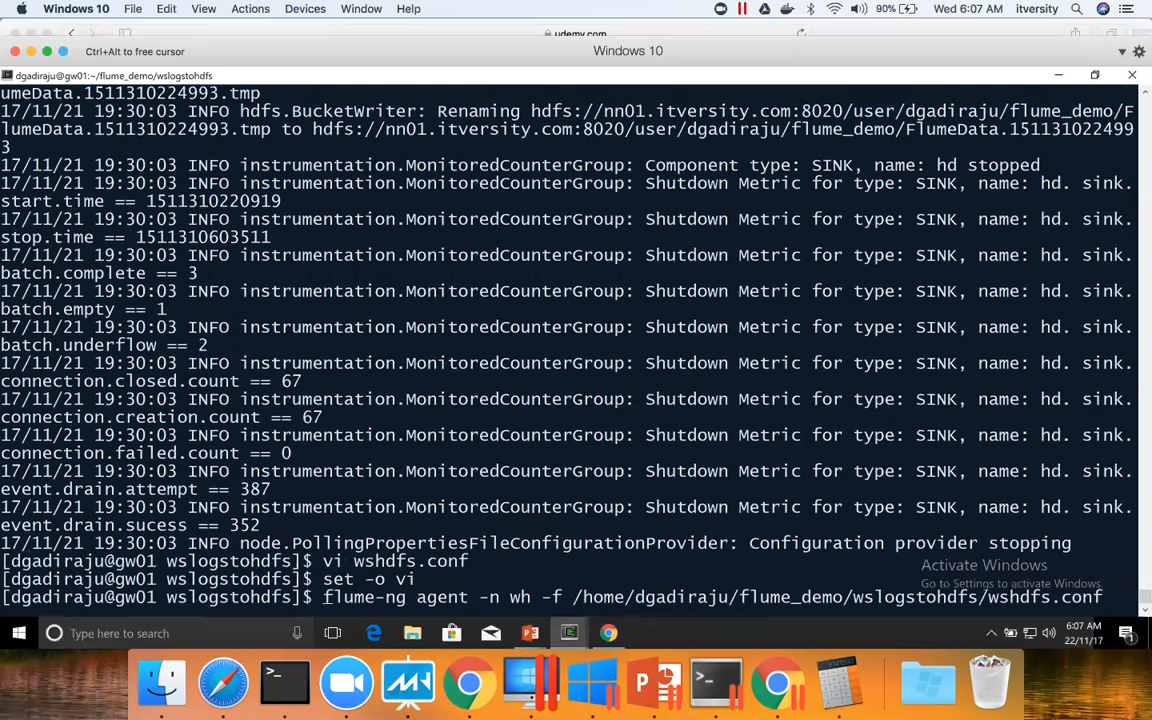 Windows 10 File Edit View Actions Devices Window Help 90% Wed 6:07 AM itversity
udemy.com
Ctrl+Alt to free cursor Windows 10
dgadiraju@gw01:~/flume_demo/wslogstohdfs
umeData.1511310224993.tmp
17/11/21 19:30:03 INFO hdfs.BucketWriter: Renaming hdfs://nn01.itversity.com:8020/user/dgadiraju/flume_demo/F
lumeData.1511310224993.tmp to hdfs://nn01.itversity.com:8020/user/dgadiraju/flume_demo/FlumeData.151131022499
3
17/11/21 19:30:03 INFO instrumentation.MonitoredCounterGroup: Component type: SINK, name: hd stopped
17/11/21 19:30:03 INFO instrumentation.MonitoredCounterGroup: Shutdown Metric for type: SINK, name: hd. sink.
start.time == 1511310220919
17/11/21 19:30:03 INFO instrumentation.MonitoredCounterGroup: Shutdown Metric for type: SINK, name: hd. sink.
stop.time == 1511310603511
17/11/21 19:30:03 INFO instrumentation.MonitoredCounterGroup: Shutdown Metric for type: SINK, name: hd. sink.
batch.complete == 3
17/11/21 19:30:03 INFO instrumentation.MonitoredCounterGroup: Shutdown Metric for type: SINK, name: hd. sink.
batch.empty == 1
17/11/21 19:30:03 INFO instrumentation.MonitoredCounterGroup: Shutdown Metric for type: SINK, name: hd. sink.
batch.underflow == 2
17/11/21 19:30:03 INFO instrumentation.MonitoredCounterGroup: Shutdown Metric for type: SINK, name: hd. sink.
connection.closed.count == 67
17/11/21 19:30:03 INFO instrumentation.MonitoredCounterGroup: Shutdown Metric for type: SINK, name: hd. sink.
connection.creation.count == 67
17/11/21 19:30:03 INFO instrumentation.MonitoredCounterGroup: Shutdown Metric for type: SINK, name: hd. sink.
connection.failed.count == 0
17/11/21 19:30:03 INFO instrumentation.MonitoredCounterGroup: Shutdown Metric for type: SINK, name: hd. sink.
event.drain.attempt == 387
17/11/21 19:30:03 INFO instrumentation.MonitoredCounterGroup: Shutdown Metric for type: SINK, name: hd. sink.
event.drain.sucess == 352
17/11/21 19:30:03 INFO node.PollingPropertiesFileConfigurationProvider: Configuration provider stopping
[dgadiraju@gw01 wslogstohdfs]$ vi wshdfs.conf
[dgadiraju@gw01 wslogstohdfs]$ set -o vi
[dgadiraju@gw01 wslogstohdfs]$ flume-ng agent -n wh -f /home/dgadiraju/flume_demo/wslogstohdfs/wshdfs.conf
Activate Windows
Go to Settings to activate Windows.
Type here to search
6:07 AM
22/11/17